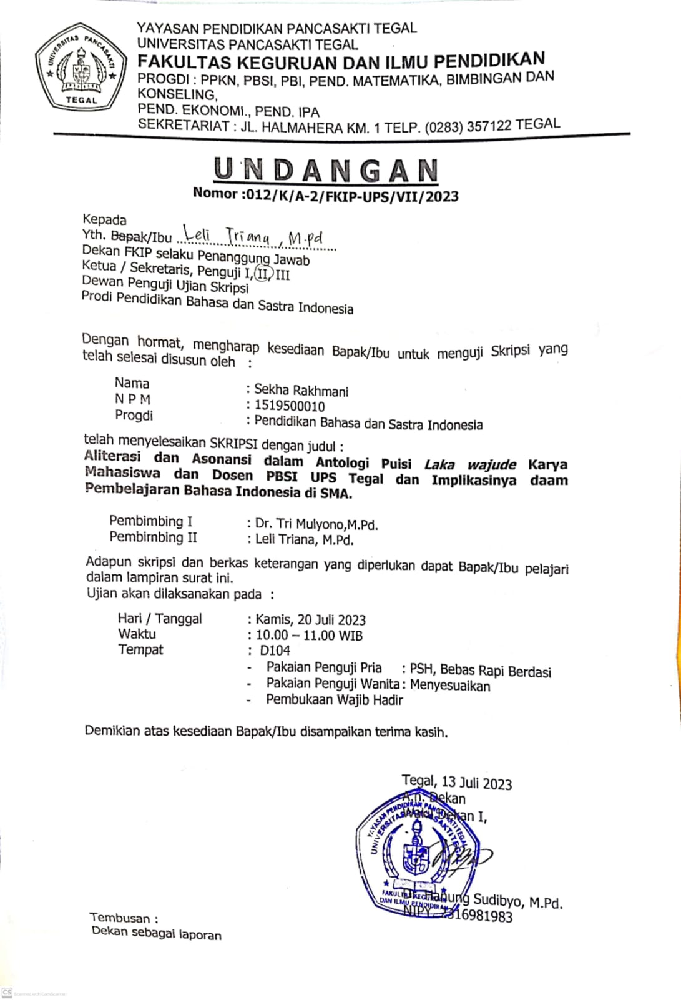 YAYASAN PENDIDIKAN PANCASAKTI TEGAL
UNIVERSITAS PANCASAKTI TEGAL
FAKULTAS KEGURUAN DAN ILMU PENDIDIKAN
PROGDI : PPKN, PBSI, PBI, PEND. MATEMATIKA, BIMBINGAN DAN
KONSELING,
PEND. EKONOMI., PEND. IPA
SEKRETARIAT : JL. HALMAHERA KM. 1 TELP. (0283) 357122 TEGAL
UNIVERSITAS PANCASAKTI
TEGAL
UNDANGAN
Nomor :012/K/A-2/FKIP-UPS/VII/2023
Kepada
Yth. Bapak/Ibu Leli Triana, M.pd
Dekan FKIP selaku Penanggung Jawab
Ketua / Sekretaris, Penguji I, II, III
Dewan Penguji Ujian Skripsi
Prodi Pendidikan Bahasa dan Sastra Indonesia
Dengan hormat, mengharap kesediaan Bapak/Ibu untuk menguji Skripsi yang
telah selesai disusun oleh :
Nama : Sekha Rakhmani
N P M : 1519500010
Progdi : Pendidikan Bahasa dan Sastra Indonesia
telah menyelesaikan SKRIPSI dengan judul :
Aliterasi dan Asonansi dalam Antologi Puisi Laka wajude Karya
Mahasiswa dan Dosen PBSI UPS Tegal dan Implikasinya daam
Pembelajaran Bahasa Indonesia di SMA.
Pembimbing I : Dr. Tri Mulyono,M.Pd.
Pembimbing II : Leli Triana, M.Pd.
Adapun skripsi dan berkas keterangan yang diperlukan dapat Bapak/Ibu pelajari
dalam lampiran surat ini.
Ujian akan dilaksanakan pada :
Hari / Tanggal : Kamis, 20 Juli 2023
Waktu : 10.00 – 11.00 WIB
Tempat : D104
- Pakaian Penguji Pria : PSH, Bebas Rapi Berdasi
- Pakaian Penguji Wanita : Menyesuaikan
- Pembukaan Wajib Hadir
Demikian atas kesediaan Bapak/Ibu disampaikan terima kasih.
Tegal, 13 Juli 2023
A.n. Dekan
Wakil Dekan I,
YAYASAN PENDIDIKAN PANCASAKTI TEGAL
UNIVERSITAS PANCASAKTI TEGAL
FAKULTAS KEGURUAN
DAN ILMU PENDIDIKAN
Dr. Hanung Sudibyo, M.Pd.
NIPY. 316981983
Tembusan :
Dekan sebagai laporan
CS Scanned with CamScanner